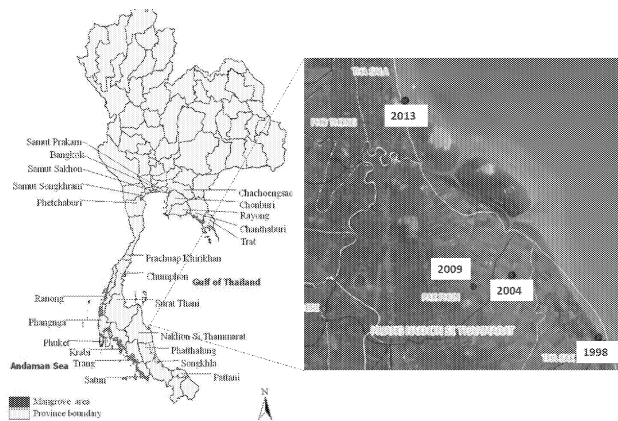 Samut Prakarn
Bangkok
Samut Sakhon
Samut Songkhram
Phetchaburi
Chachoengsao
Chonburi
Rayong
Chanthaburi
Trat
Prachuap Khirikhan
Chumphon
Gulf of Thailand
Ranong
Surat Thani
Phangnga
Nakhon Si Thammarat
Phuket
Phatthalung
Krabi
Songkhla
Trang
Andaman Sea
Pattani
Satun
N
Mangrove area
Province boundary
2013
2009
2004
1998